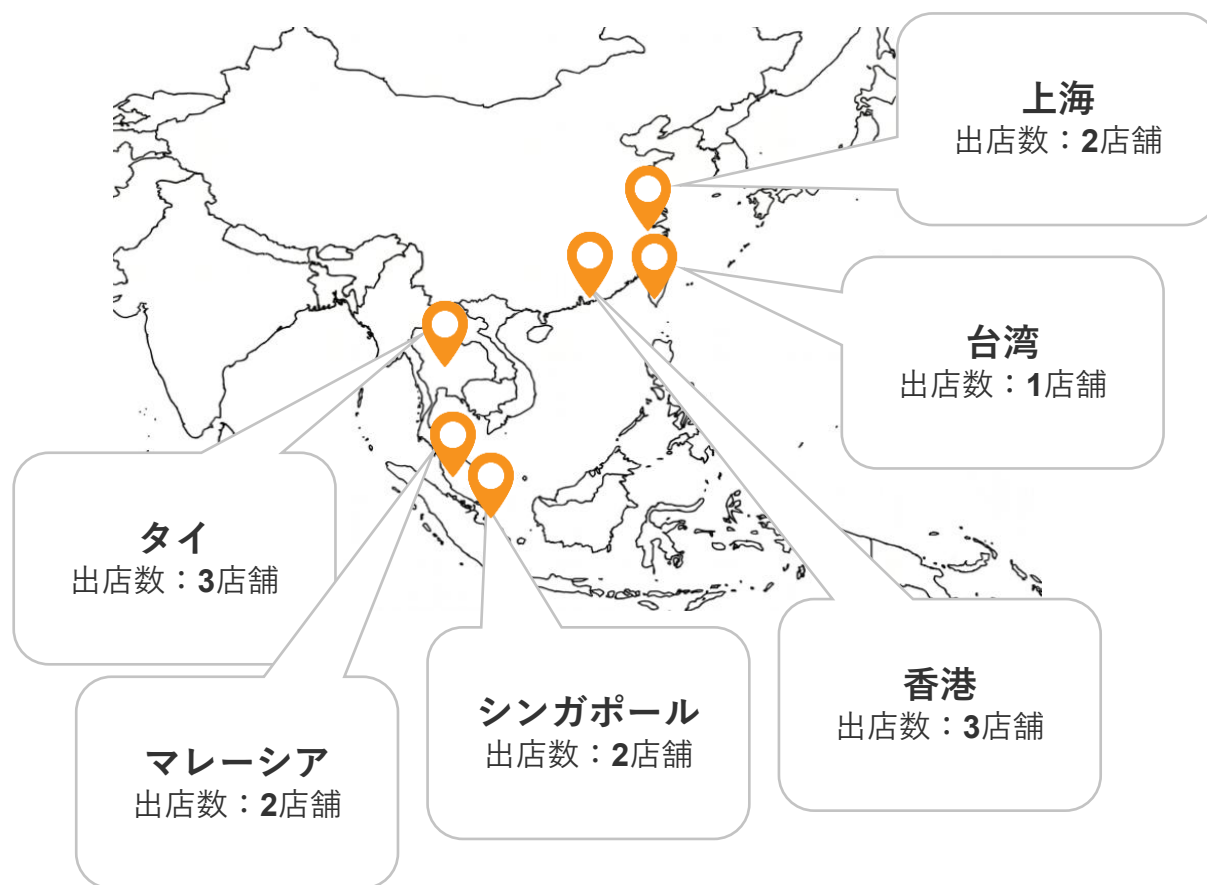 上海
出店数：2店舗
台湾
出店数：1店舗
タイ
出店数：3店舗
香港
出店数：3店舗
シンガポール
出店数：2店舗
マレーシア
出店数：2店舗